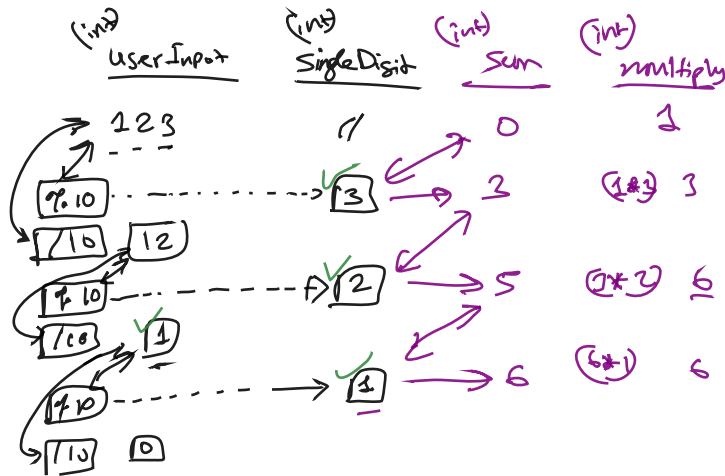 (int) (int) (int) (int)
userInput singleDigit Sum multiply
123 // 0 1
%10 3 3 (1*3) 3
/10 12
%10 2 5 (3*2) 6
/10 1
%10 1 6 (6*1) 6
/10 0